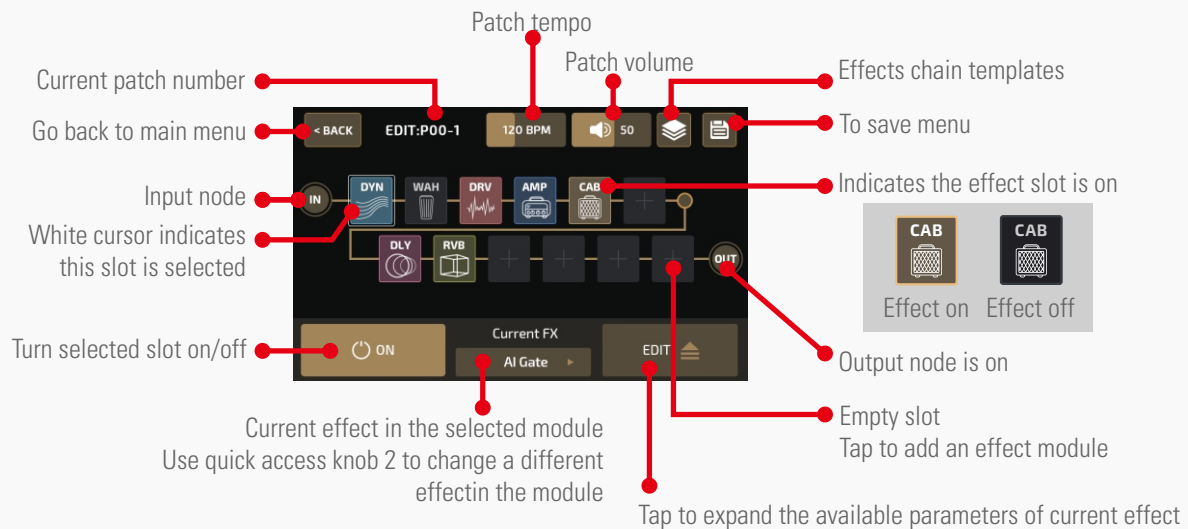 Patch tempo
Patch volume
Current patch number
Effects chain templates
Go back to main menu
< BACK
EDIT:P00-1
120 BPM
50
To save menu
Input node
IN
DYN
WAH
DRV
AMP
CAB
Indicates the effect slot is on
White cursor indicates
this slot is selected
DLY
RVB
OUT
CAB
CAB
Effect on
Effect off
Turn selected slot on/off
ON
Current FX
AI Gate
EDIT
Output node is on
Current effect in the selected module
Use quick access knob 2 to change a different
effectin the module
Empty slot
Tap to add an effect module
Tap to expand the available parameters of current effect